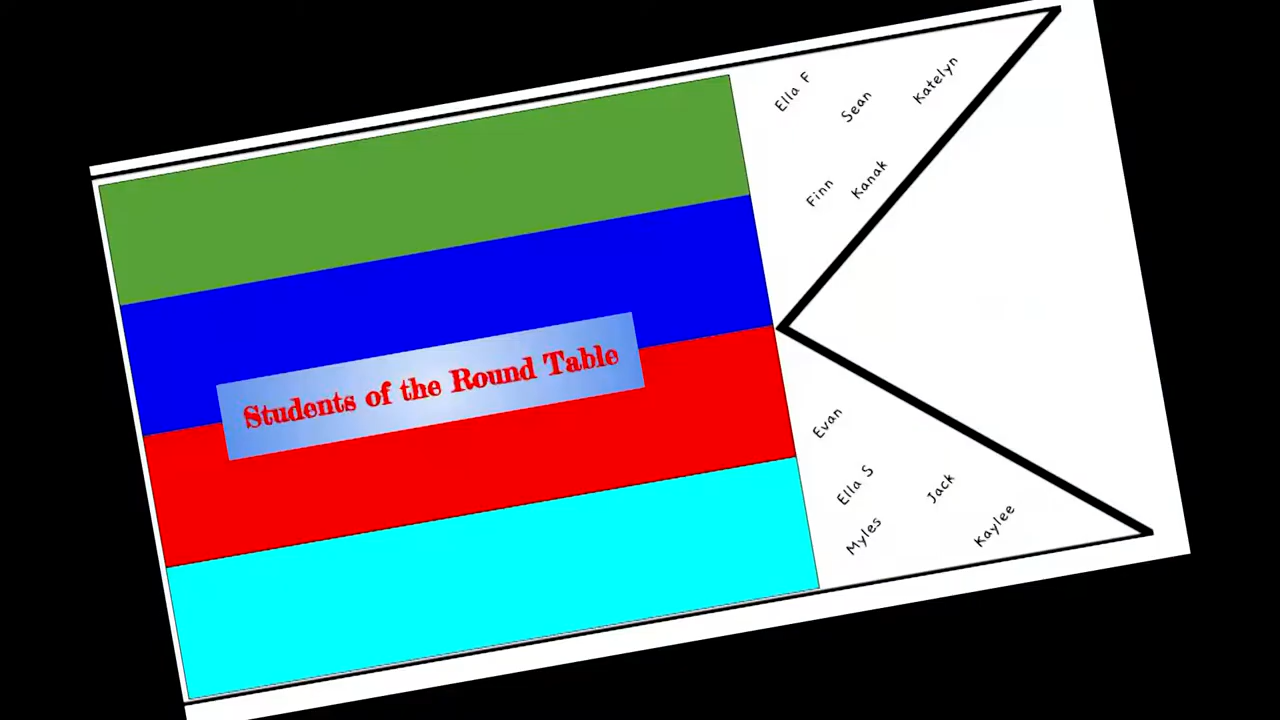 Ella F
Sean
Katelyn
Finn
Kanak
Students of the Round Table
Evan
Ella S
Jack
Myles
Kaylee